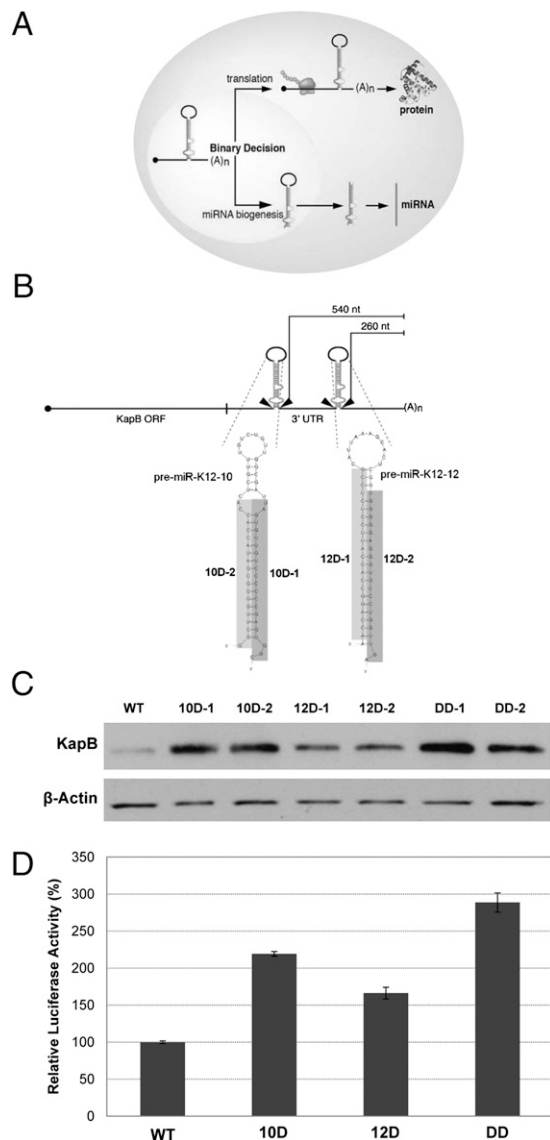 A
translation
(A)n
protein
Binary Decision
(A)n
miRNA biogenesis
miRNA
B
540 nt
260 nt
KapB ORF
3' UTR
(A)n
pre-miR-K12-10
pre-miR-K12-12
10D-2
10D-1
12D-1
12D-2
C
WT 10D-1 10D-2 12D-1 12D-2 DD-1 DD-2
KapB
β-Actin
D
Relative Luciferase Activity (%)
350
300
250
200
150
100
50
0
WT 10D 12D DD